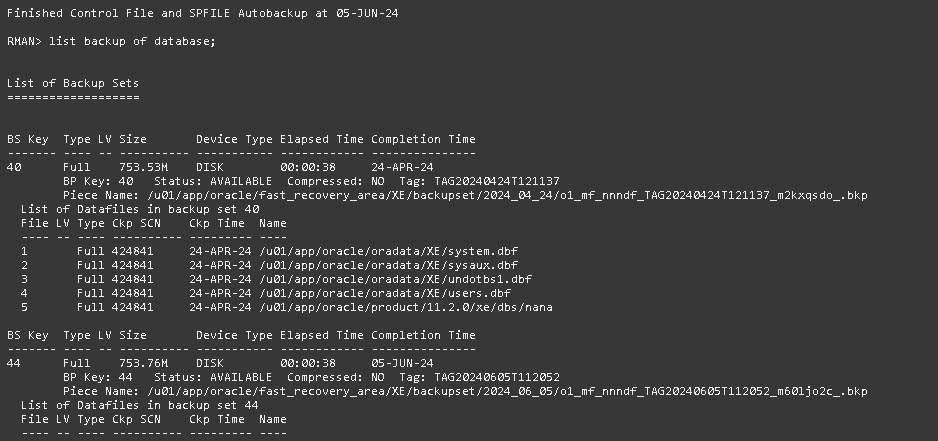 Finished Control File and SPFILE Autobackup at 05-JUN-24
RMAN> list backup of database;
List of Backup Sets
===================
BS Key  Type LV Size       Device Type Elapsed Time Completion Time
------- ---- -- ---------- ----------- ------------ ---------------
40      Full    753.53M    DISK        00:00:38     24-APR-24
        BP Key: 40   Status: AVAILABLE  Compressed: NO  Tag: TAG20240424T121137
        Piece Name: /u01/app/oracle/fast_recovery_area/XE/backupset/2024_04_24/o1_mf_nnndf_TAG20240424T121137_m2kxqsdo_.bkp
  List of Datafiles in backup set 40
  File LV Type Ckp SCN    Ckp Time  Name
  ---- -- ---- ---------- --------- ----
  1       Full 424841     24-APR-24 /u01/app/oracle/oradata/XE/system.dbf
  2       Full 424841     24-APR-24 /u01/app/oracle/oradata/XE/sysaux.dbf
  3       Full 424841     24-APR-24 /u01/app/oracle/oradata/XE/undotbs1.dbf
  4       Full 424841     24-APR-24 /u01/app/oracle/oradata/XE/users.dbf
  5       Full 424841     24-APR-24 /u01/app/oracle/product/11.2.0/xe/dbs/nana
BS Key  Type LV Size       Device Type Elapsed Time Completion Time
------- ---- -- ---------- ----------- ------------ ---------------
44      Full    753.76M    DISK        00:00:38     05-JUN-24
        BP Key: 44   Status: AVAILABLE  Compressed: NO  Tag: TAG20240605T112052
        Piece Name: /u01/app/oracle/fast_recovery_area/XE/backupset/2024_06_05/o1_mf_nnndf_TAG20240605T112052_m60ljo2c_.bkp
  List of Datafiles in backup set 44
  File LV Type Ckp SCN    Ckp Time  Name
  ---- -- ---- ---------- --------- ----